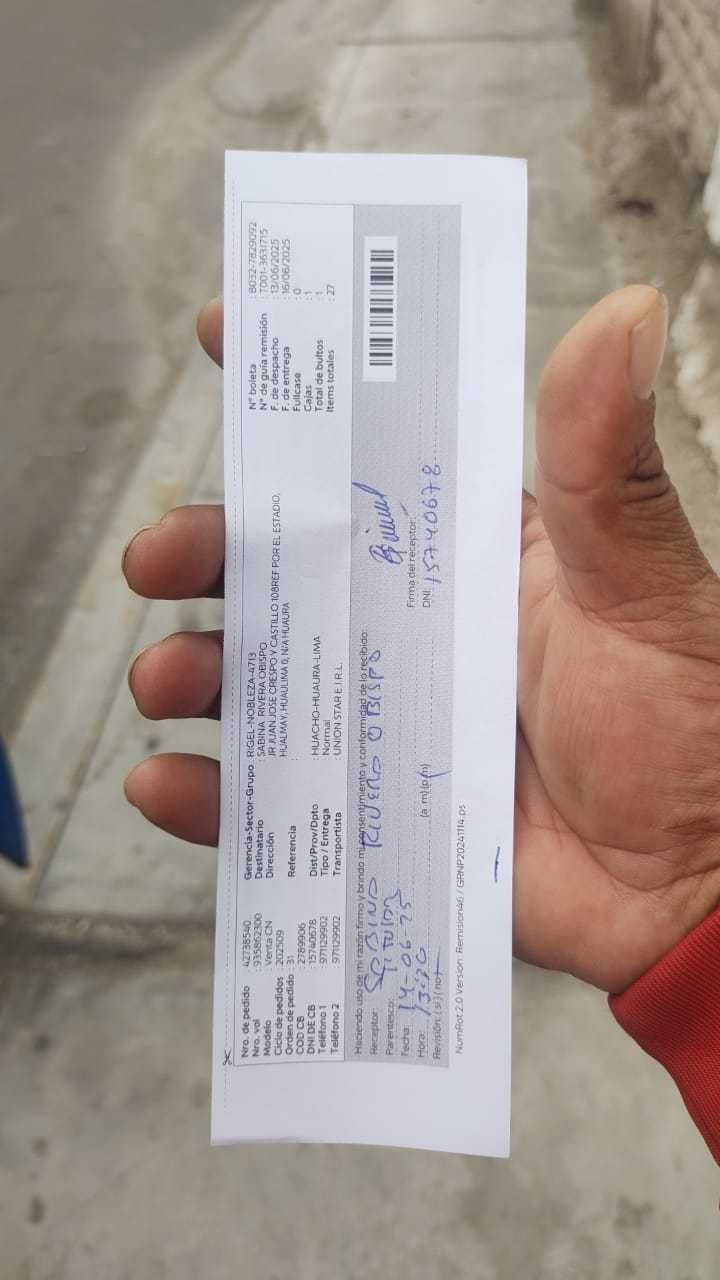 Nro. de pedido : 42738540
Nro. vol : 935862300
Modelo : Venta CN
Ciclo de pedidos : 202509
Orden de pedido : 31
COD CB : 2789906
DNI DE CB : 15740678
Teléfono 1 : 971129902
Teléfono 2 : 971129902
Gerencia-Sector-Grupo : RIGEL-NOBLEZA-4713
Destinatario : SABINA RIVERA OBISPO
Dirección : JR JUAN JOSE CRESPO Y CASTILLO 108REF POR EL ESTADIO,
HUALMAY, HUAULIMA 0, N/A HUAURA
Referencia :
Dist/Prov/Dpto : HUACHO-HUAURA-LIMA
Tipo / Entrega : Normal
Transportista : UNION STAR E.I.R.L.
N° boleta : B032-7829092
N° de guía remisión : T001-3631715
F. de despacho : 13/06/2025
F. de entrega : 16/06/2025
Fullcase : 0
Cajas : 1
Total de bultos : 1
Items totales : 27
Haciendo uso de mi razón firmo y brindo mi consentimiento y conformidad de lo recibido:
Receptor: SABINA RIVERA OBISPO
Parentesco: TITULAR
Fecha: 14-06-25
Hora: 13:20 (a m) (p m)
Revisión: ( si ) ( no )
Firma del receptor:
DNI: 15740678
NumRot 2.0 Version Remision46 / GRNP20241114.ps